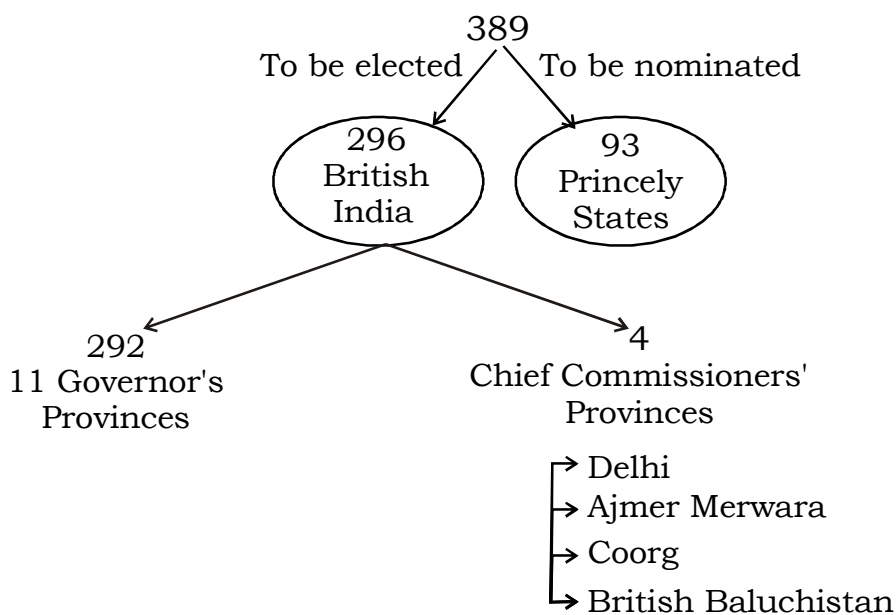 389
To be elected
To be nominated
296
British
India
93
Princely
States
292
11 Governor's
Provinces
4
Chief Commissioners'
Provinces
Delhi
Ajmer Merwara
Coorg
British Baluchistan